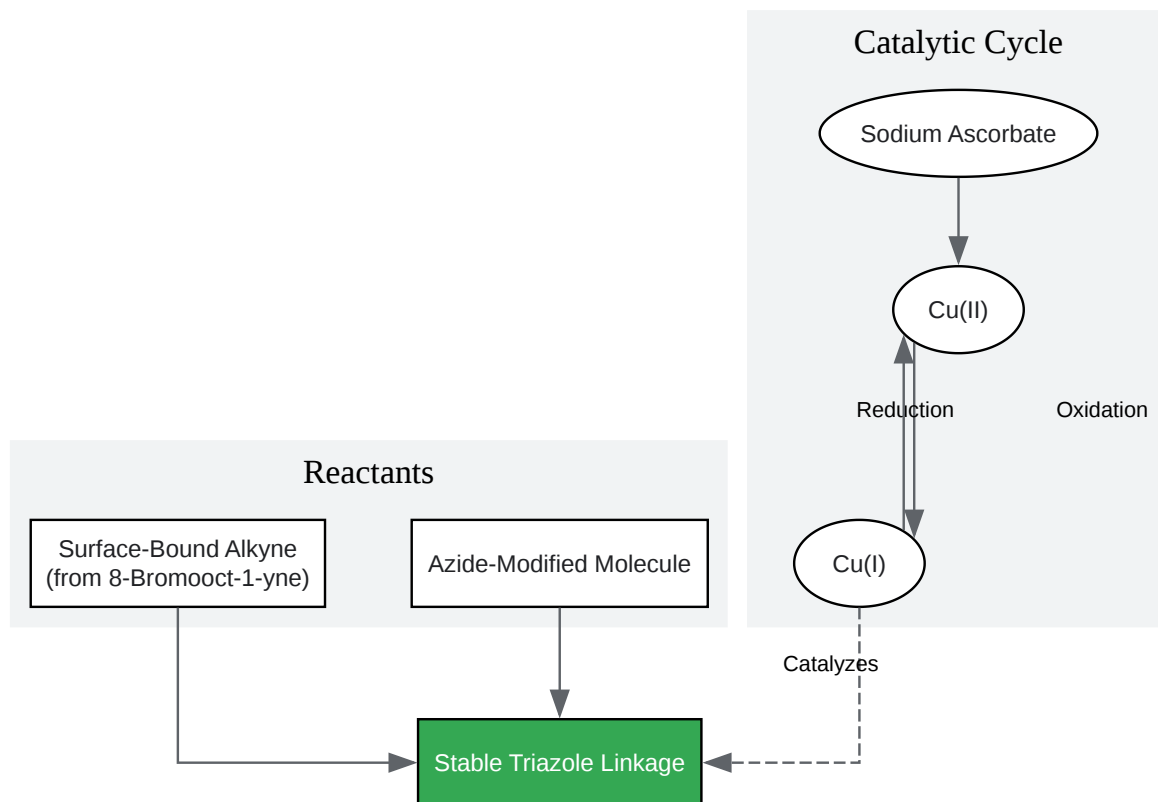 Catalytic Cycle
Sodium Ascorbate
Cu(II)
Reduction
Oxidation
Reactants
Surface-Bound Alkyne
(from 8-Bromooct-1-yne)
Azide-Modified Molecule
Cu(I)
Catalyzes
Stable Triazole Linkage